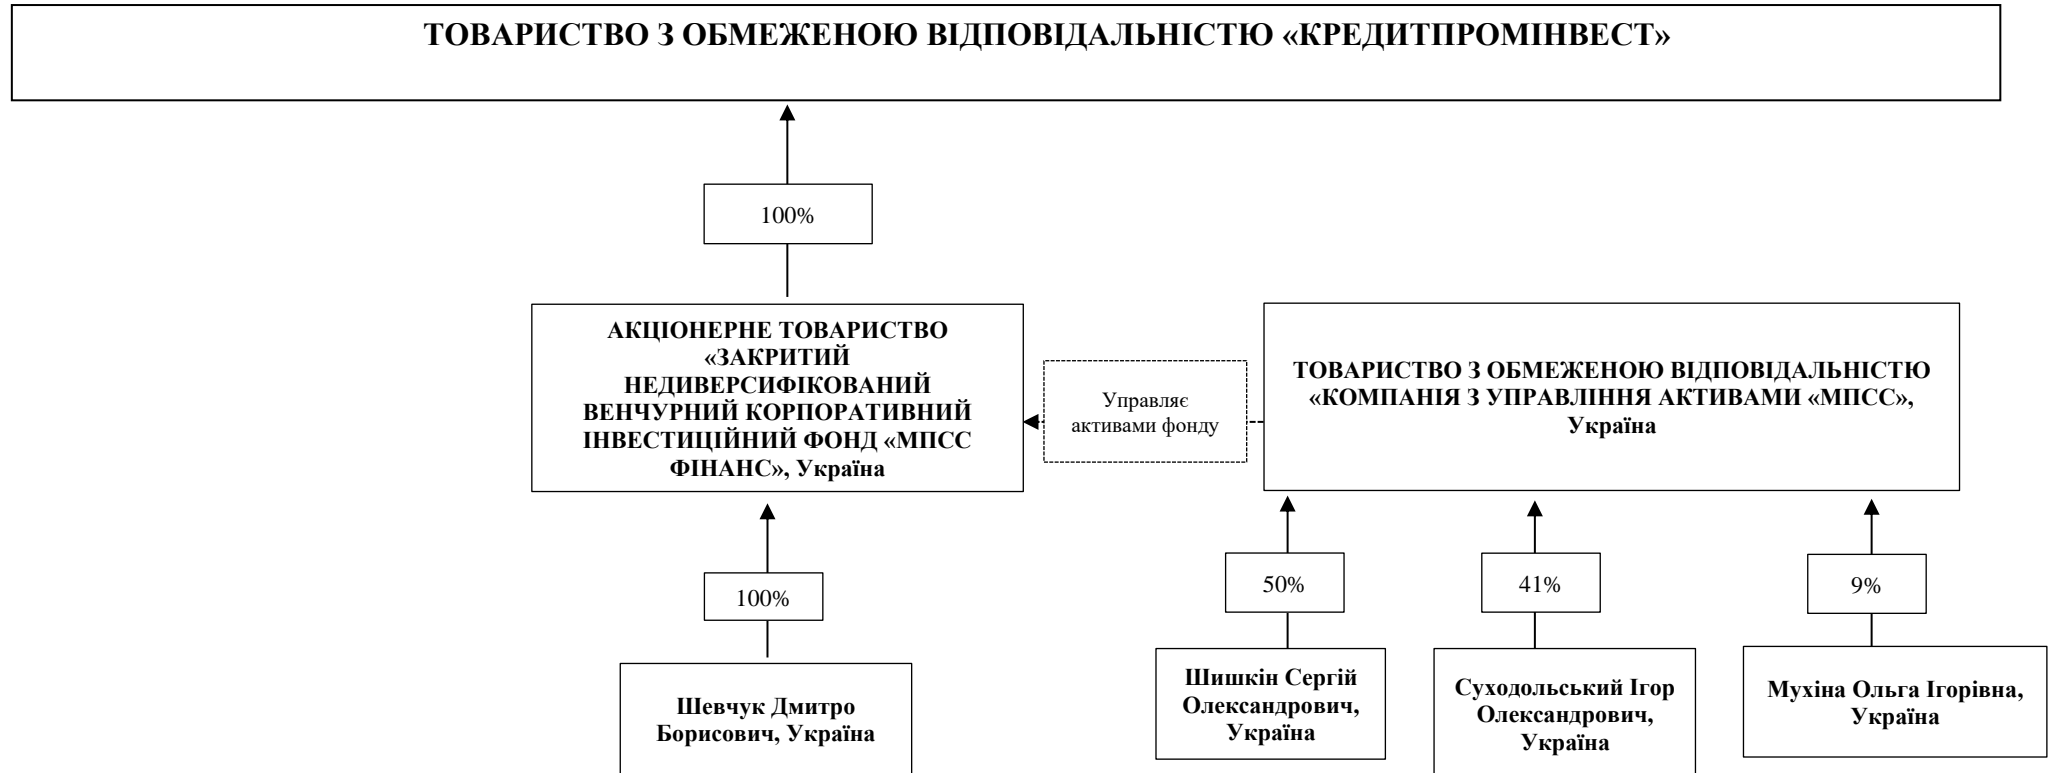 ТОВАРИСТВО З ОБМЕЖЕНОЮ ВІДПОВІДАЛЬНІСТЮ «КРЕДИТПРОМІНВЕСТ»
100%
АКЦІОНЕРНЕ ТОВАРИСТВО
«ЗАКРИТИЙ
НЕДИВЕРСИФІКОВАНИЙ
ВЕНЧУРНИЙ КОРПОРАТИВНИЙ
ІНВЕСТИЦІЙНИЙ ФОНД «МПСС
ФІНАНС», Україна
Управляє
активами фонду
ТОВАРИСТВО З ОБМЕЖЕНОЮ ВІДПОВІДАЛЬНІСТЮ
«КОМПАНІЯ З УПРАВЛІННЯ АКТИВАМИ «МПСС»,
Україна
100%
50%
41%
9%
Шевчук Дмитро
Борисович, Україна
Шишкін Сергій
Олександрович,
Україна
Суходольський Ігор
Олександрович,
Україна
Мухіна Ольга Ігорівна,
Україна